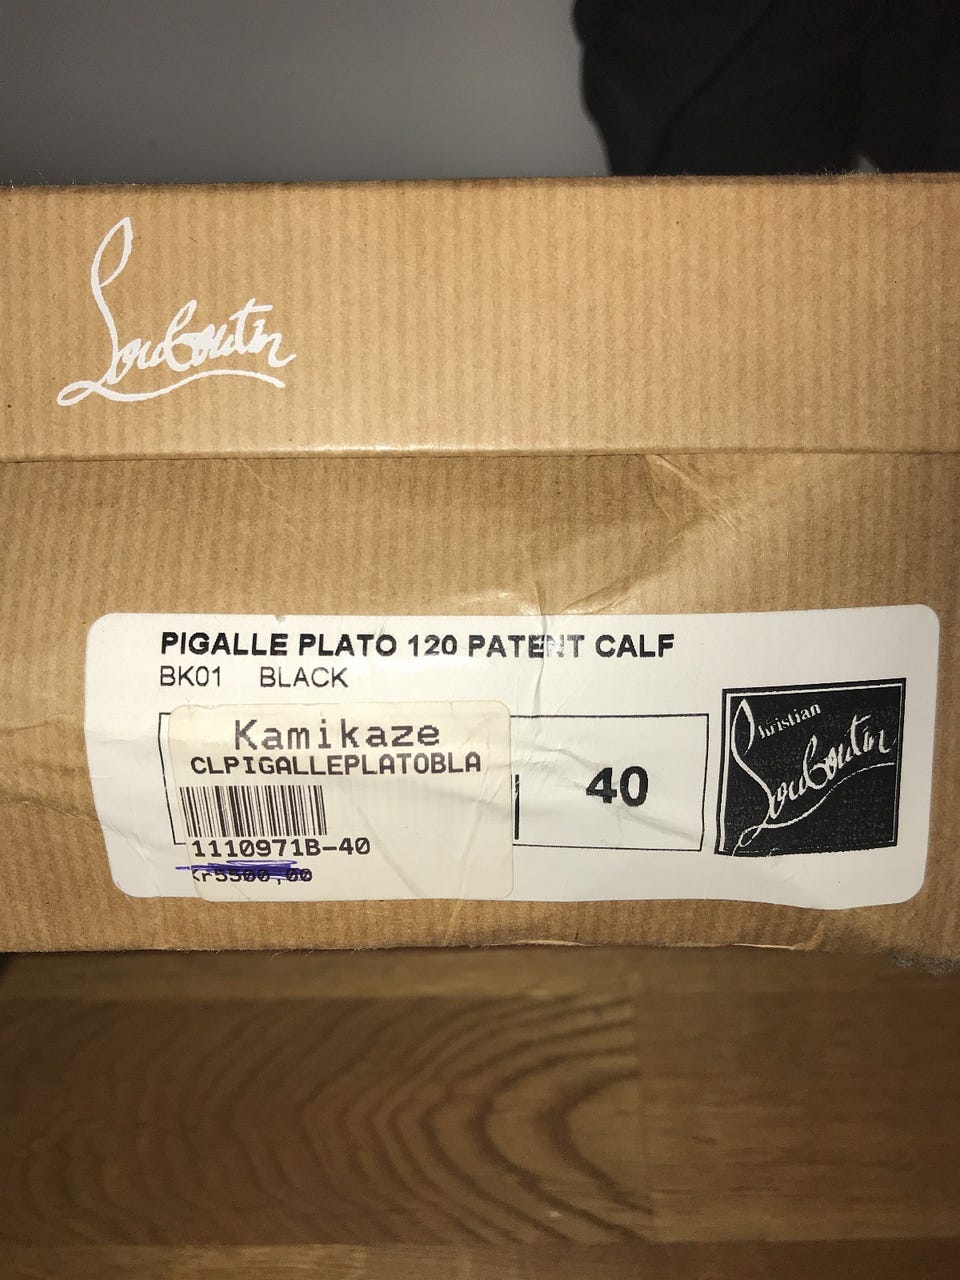 Louboutin
PIGALLE PLATO 120 PATENT CALF
BK01 BLACK
Kamikaze
CLPIGALLEPLATOBLA
1110971B-40
Kr5500,00
40
Christian
Louboutin